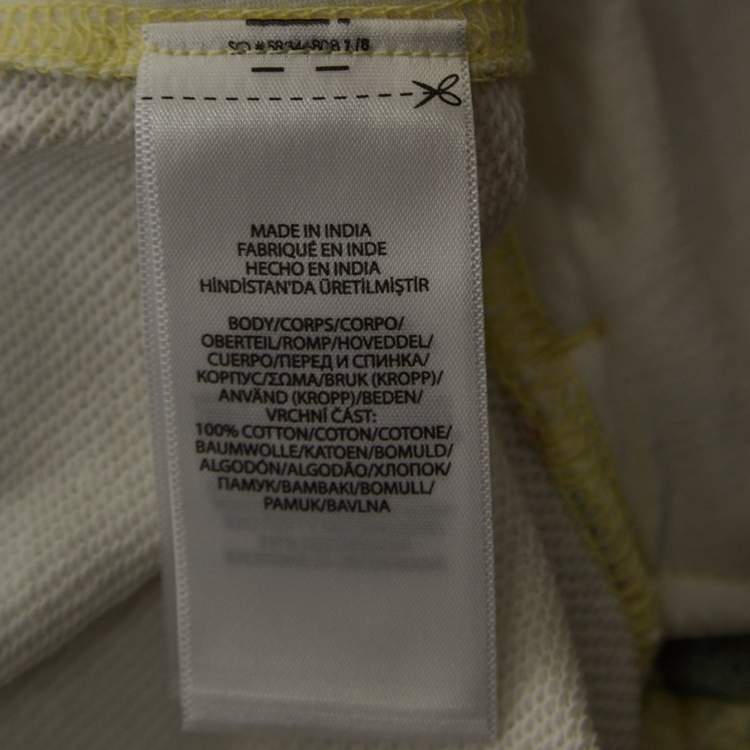 MADE IN INDIA
FABRIQUÉ EN INDE
HECHO EN INDIA
HİNDİSTAN'DA ÜRETİLMİŞTİR
BODY/CORPS/CORPO/
OBERTEIL/ROMP/HOVEDDEL/
CUERPO/ПЕРЕД И СПИНКА/
КОРПУС/ΣΩΜΑ/BRUK (KROPP)/
ANVÄND (KROPP)/BEDEN/
VRCHNÍ ČÁST:
100% COTTON/COTON/COTONE/
BAUMWOLLE/KATOEN/BOMULD/
ALGODÓN/ALGODÃO/ХЛОПОК/
ПАМУК/BAMBAKI/BOMULL/
PAMUK/BAVLNA